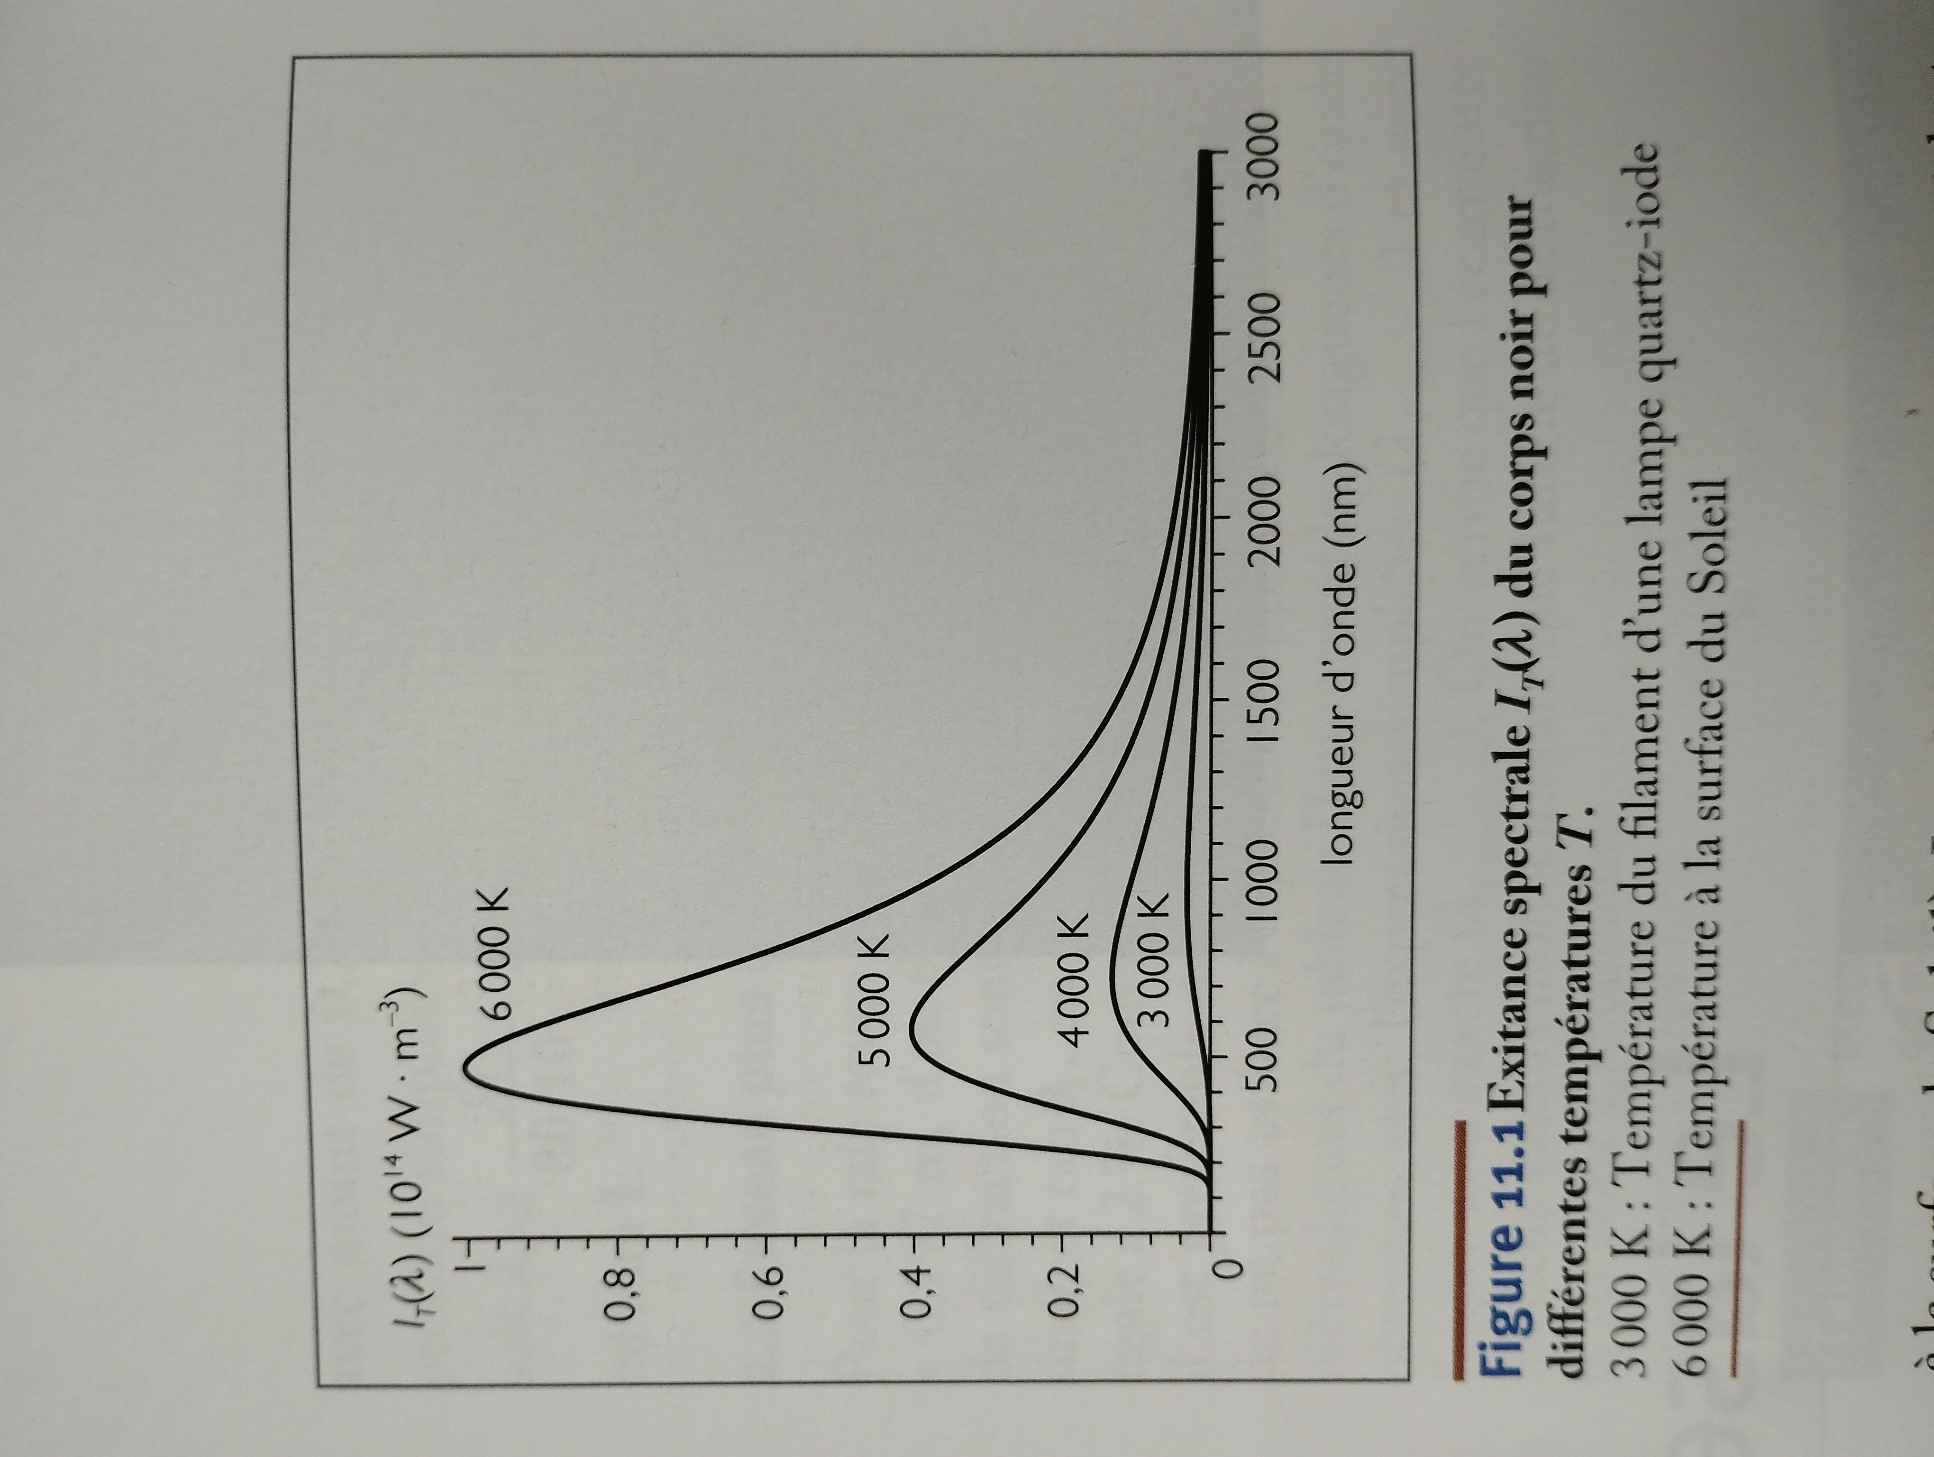 I_T(λ) (10¹⁴ W · m⁻³)
1
0,8
0,6
0,4
0,2
0
6 000 K
5 000 K
4 000 K
3 000 K
500 1000 1500 2000 2500 3000
longueur d'onde (nm)
Figure 11.1 Exitance spectrale I_T(λ) du corps noir pour
différentes températures T.
3 000 K : Température du filament d'une lampe quartz-iode
6 000 K : Température à la surface du Soleil